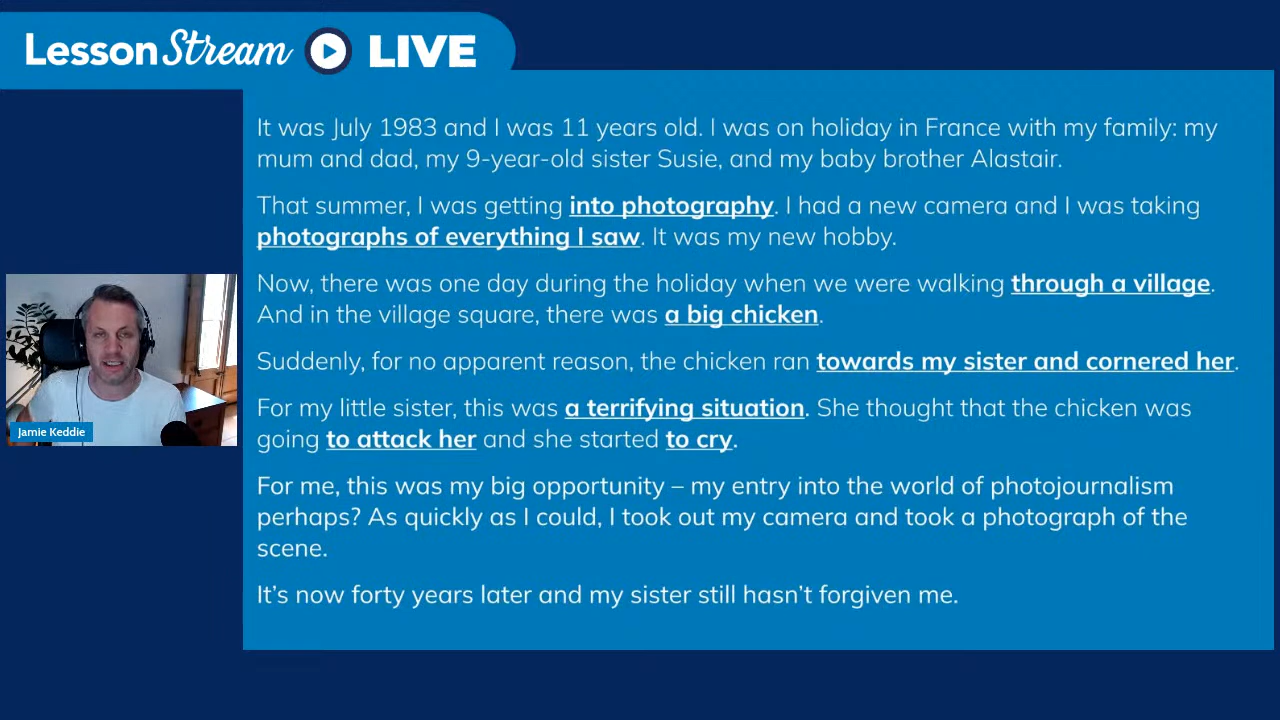 LessonStream LIVE
It was July 1983 and I was 11 years old. I was on holiday in France with my family: my
mum and dad, my 9-year-old sister Susie, and my baby brother Alastair.
That summer, I was getting into photography. I had a new camera and I was taking
photographs of everything I saw. It was my new hobby.
Now, there was one day during the holiday when we were walking through a village.
And in the village square, there was a big chicken.
Suddenly, for no apparent reason, the chicken ran towards my sister and cornered her.
For my little sister, this was a terrifying situation. She thought that the chicken was
going to attack her and she started to cry.
For me, this was my big opportunity – my entry into the world of photojournalism
perhaps? As quickly as I could, I took out my camera and took a photograph of the
scene.
It’s now forty years later and my sister still hasn’t forgiven me.
Jamie Keddie